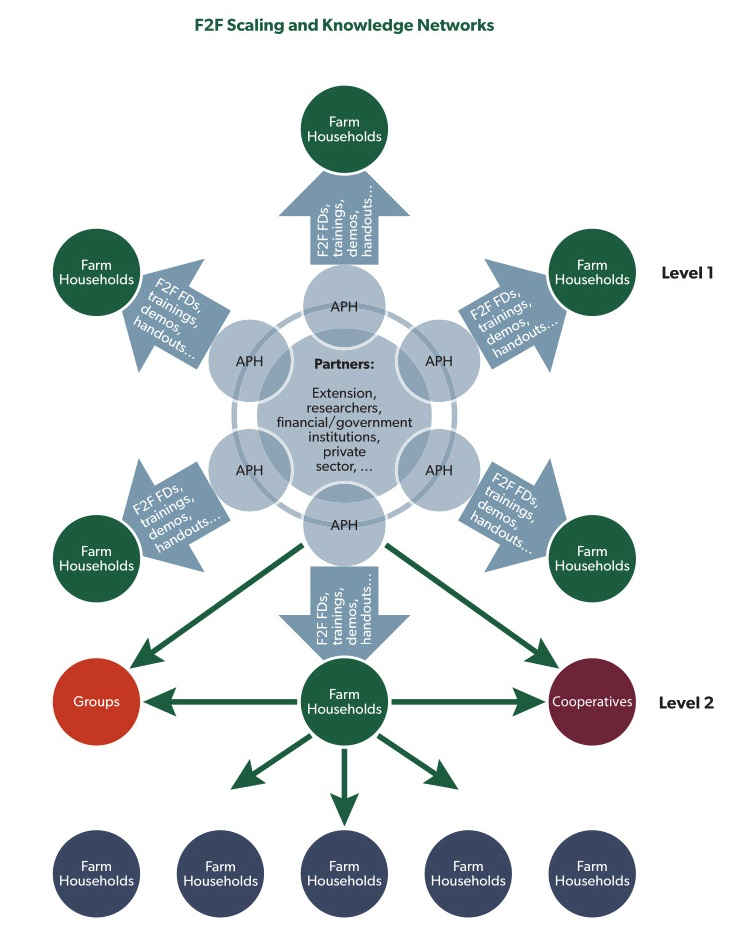 F2F Scaling and Knowledge Networks
Farm
Households
F2F FDs,
trainings,
demos,
handouts...
Farm
Households
Farm
Households
Level 1
F2F FDs,
trainings,
demos,
handouts...
F2F FDs,
trainings,
demos,
handouts...
APH
APH
APH
Partners:
Extension,
researchers,
financial/government
institutions,
private
sector, ...
APH
APH
APH
F2F FDs,
trainings,
demos,
handouts...
F2F FDs,
trainings,
demos,
handouts...
Farm
Households
Farm
Households
F2F FDs,
trainings,
demos,
handouts...
Groups
Farm
Households
Cooperatives
Level 2
Farm
Households
Farm
Households
Farm
Households
Farm
Households
Farm
Households